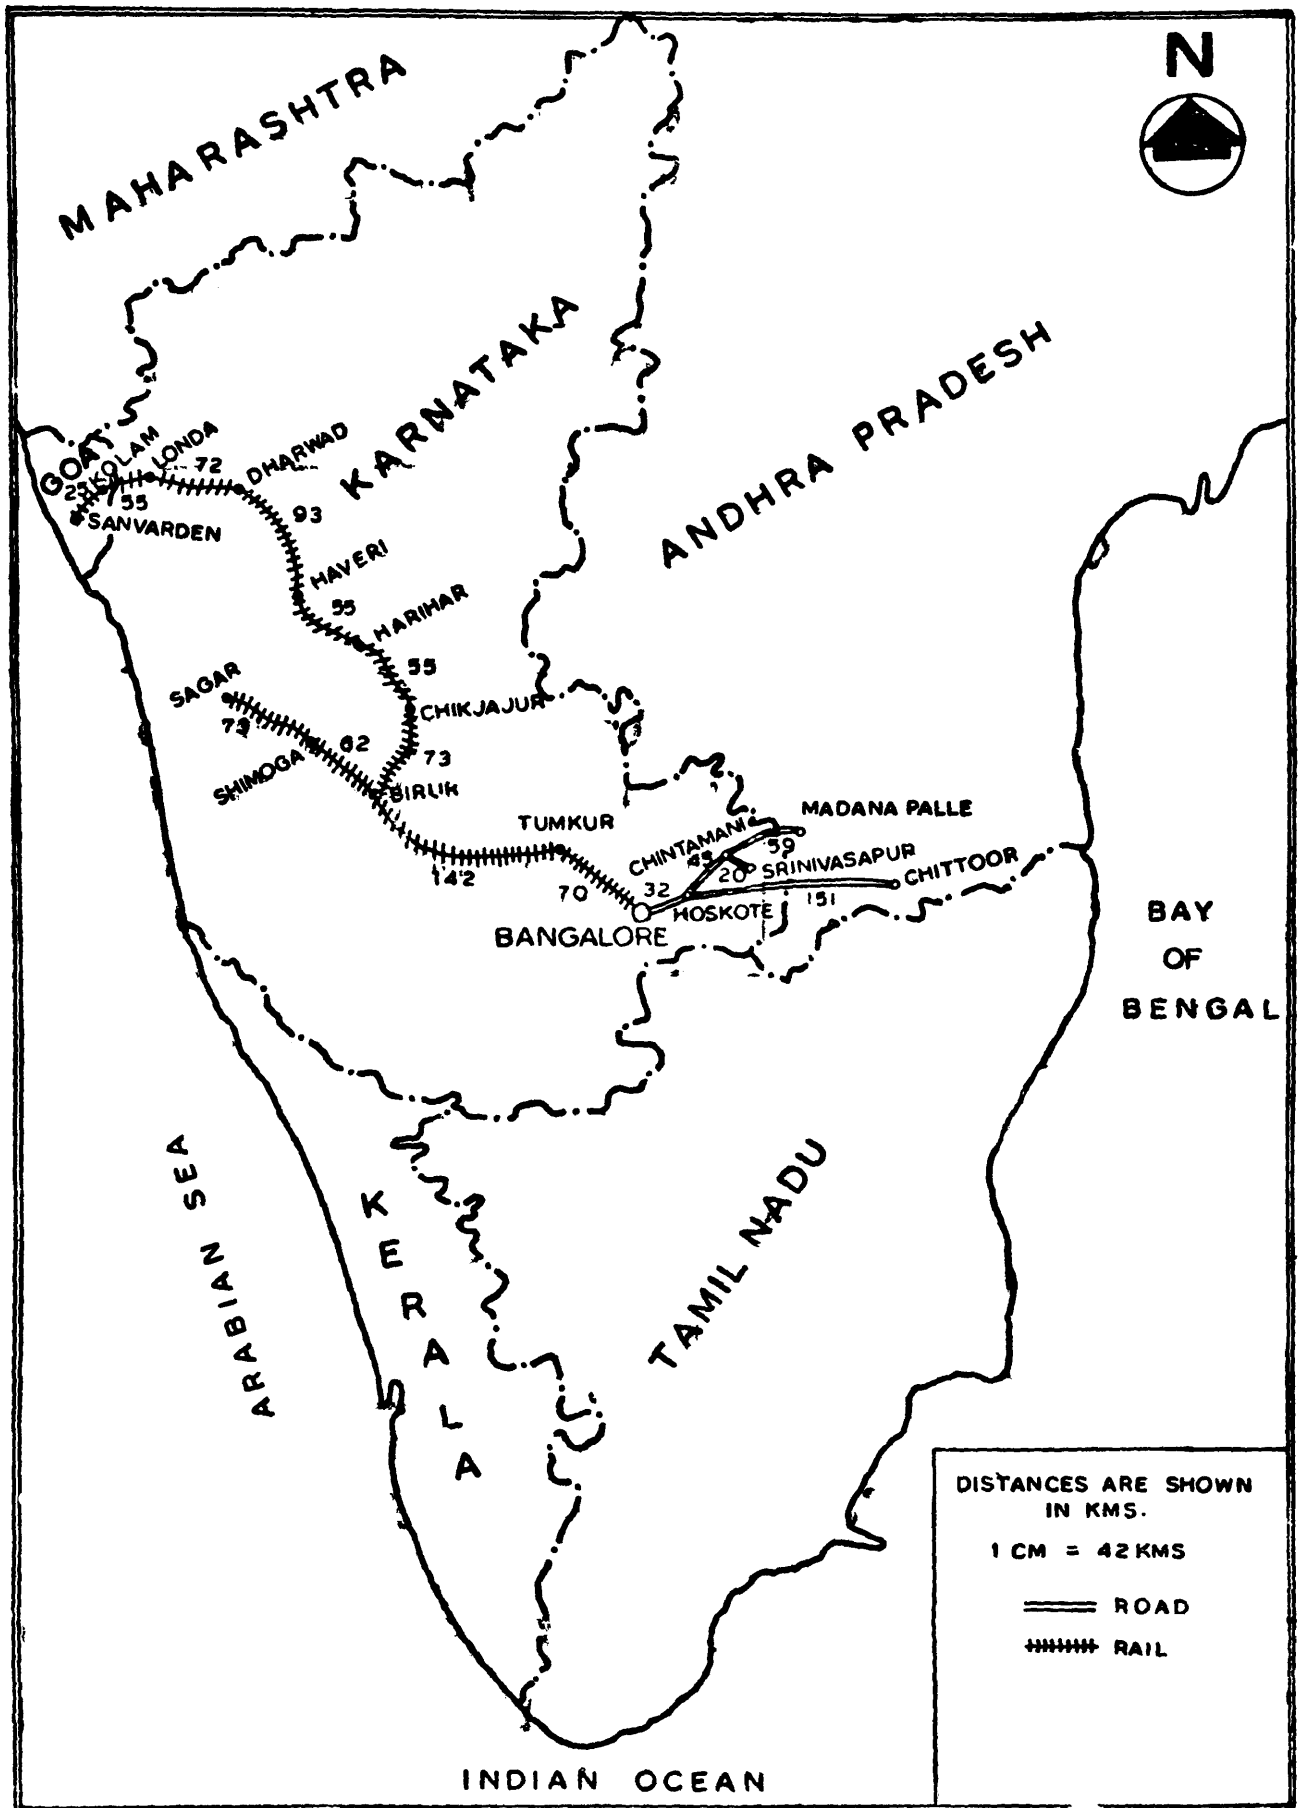 N
MAHARASHTRA
KARNATAKA
ANDHRA PRADESH
GOA
KOLAM
LONDA
72
DHARWAD
55
SANVARDEN
93
HAVERI
55
HARIHAR
55
SAGAR
CHIKJAJUR
73
62
73
SHIMOGA
BIRUR
TUMKUR
MADANA PALLE
CHINTAMANI
59
45
SRINIVASAPUR
20
CHITTOOR
142
70
32
151
HOSKOTE
BANGALORE
BAY
OF
BENGAL
ARABIAN SEA
KERALA
TAMIL NADU
DISTANCES ARE SHOWN
IN KMS.
1 CM = 42 KMS
ROAD
RAIL
INDIAN OCEAN